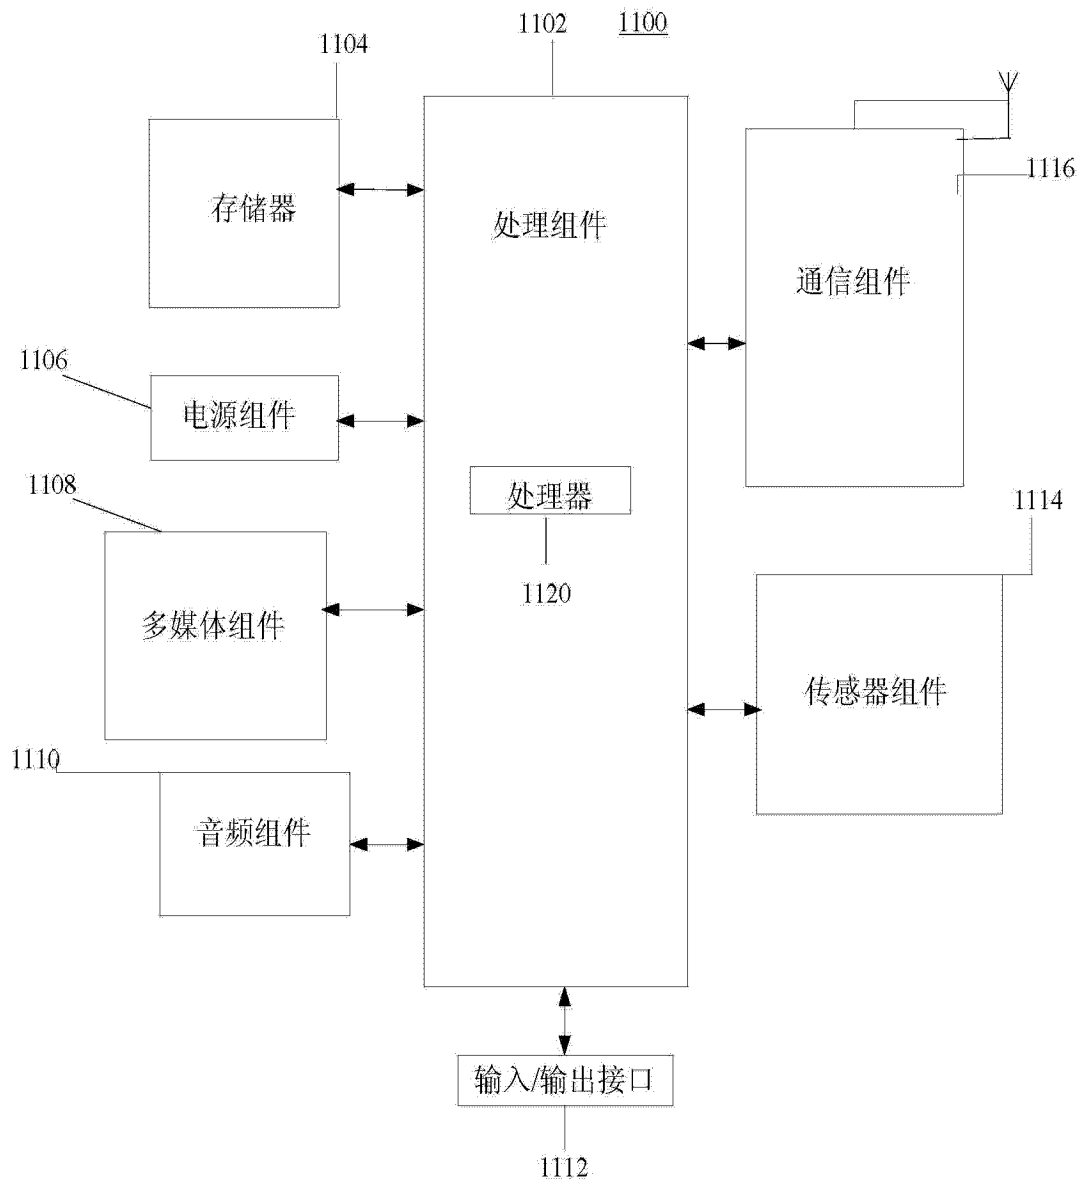 1102
1100
1104
存储器
处理组件
1116
通信组件
1106
电源组件
1108
处理器
1114
1120
多媒体组件
传感器组件
1110
音频组件
输入/输出接口
1112